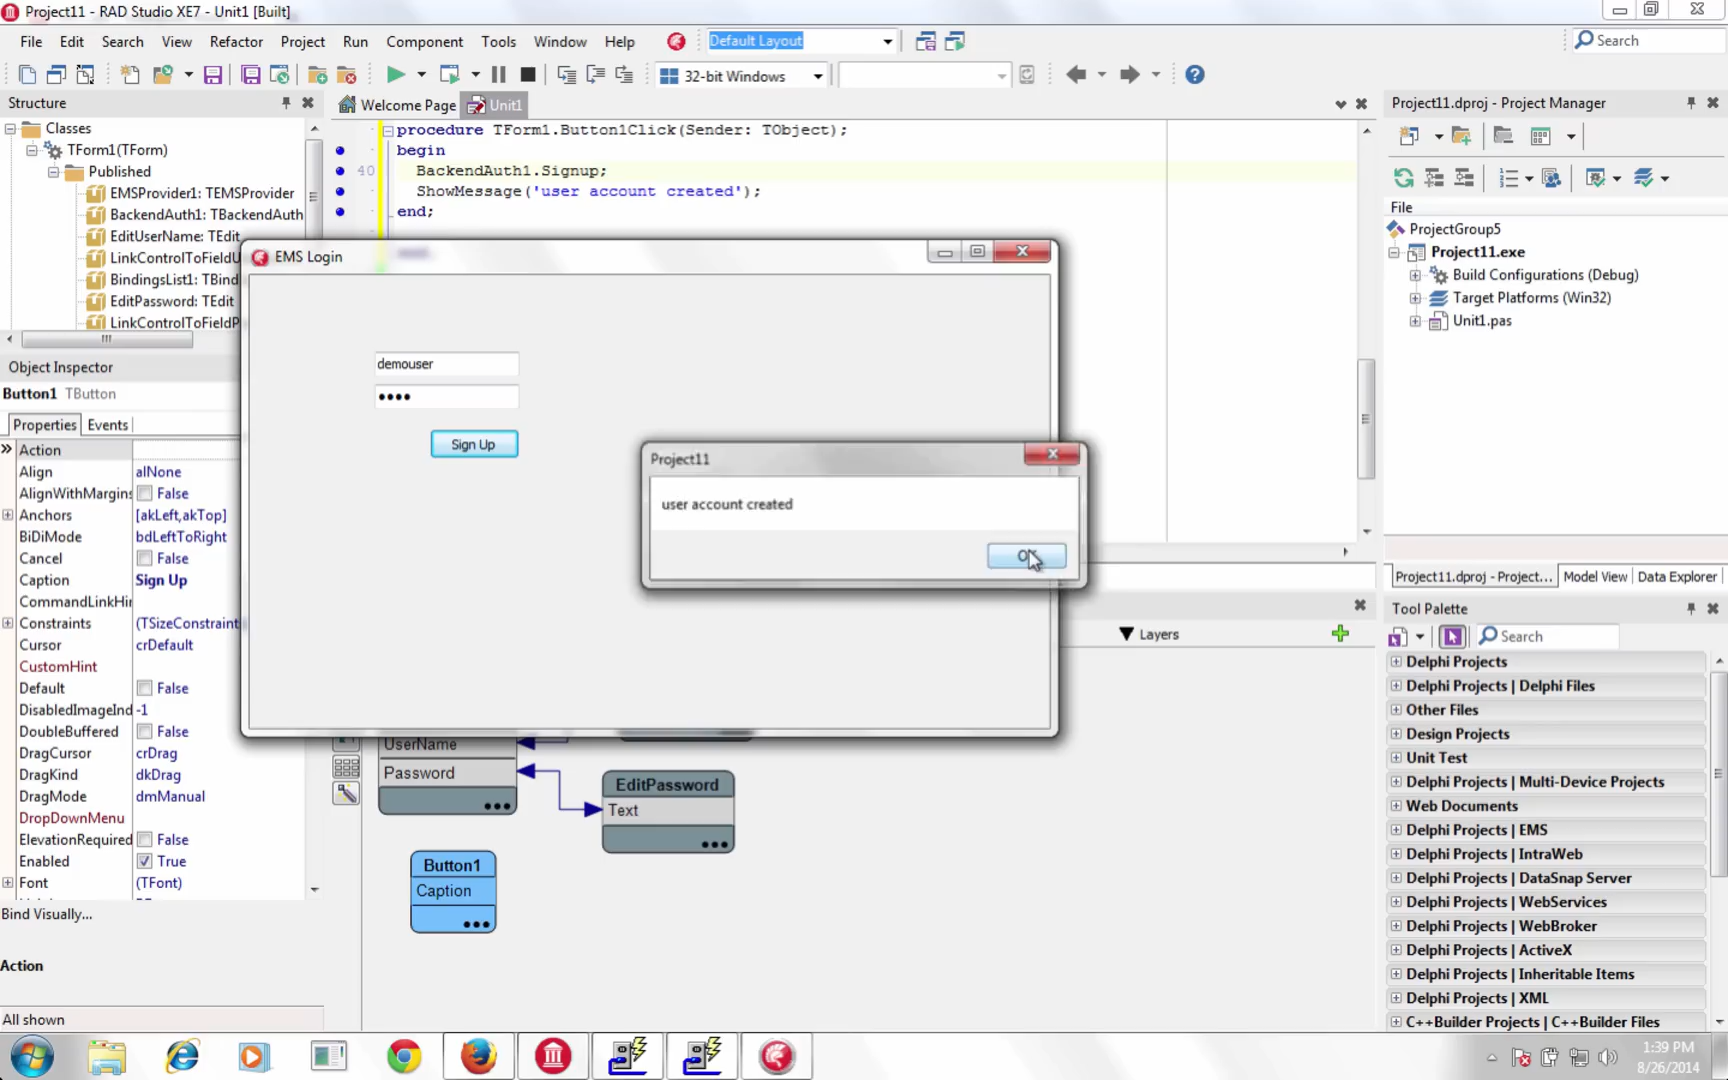 Project11 - RAD Studio XE7 - Unit1 [Built]
File Edit Search View Refactor Project Run Component Tools Window Help
Default Layout
Search
32-bit Windows
Structure
Welcome Page
Unit1
Classes
TForm1(TForm)
Published
EMSProvider1: TEMSProvider
BackendAuth1: TBackendAuth
EditUserName: TEdit
LinkControlToFieldU
BindingsList1: TBind
EditPassword: TEdit
LinkControlToFieldP
procedure TForm1.Button1Click(Sender: TObject);
begin
40
BackendAuth1.Signup;
ShowMessage('user account created');
end;
EMS Login
demouser
Sign Up
Project11
user account created
Object Inspector
Button1 TButton
Properties Events
Action
Align alNone
AlignWithMargins False
Anchors [akLeft,akTop]
BiDiMode bdLeftToRight
Cancel False
Caption Sign Up
CommandLinkHin
Constraints (TSizeConstraint
Cursor crDefault
CustomHint
Default False
DisabledImageInd -1
DoubleBuffered False
DragCursor crDrag
DragKind dkDrag
DragMode dmManual
DropDownMenu
ElevationRequired False
Enabled True
Font (TFont)
Bind Visually...
Action
All shown
Layers
UserName
Password
EditPassword
Text
Button1
Caption
Project11.dproj - Project Manager
File
ProjectGroup5
Project11.exe
Build Configurations (Debug)
Target Platforms (Win32)
Unit1.pas
Project11.dproj - Project...
Model View
Data Explorer
Tool Palette
Search
Delphi Projects
Delphi Projects | Delphi Files
Other Files
Design Projects
Unit Test
Delphi Projects | Multi-Device Projects
Web Documents
Delphi Projects | EMS
Delphi Projects | IntraWeb
Delphi Projects | DataSnap Server
Delphi Projects | WebServices
Delphi Projects | WebBroker
Delphi Projects | ActiveX
Delphi Projects | Inheritable Items
Delphi Projects | XML
C++Builder Projects | C++Builder Files
1:39 PM
8/26/2014